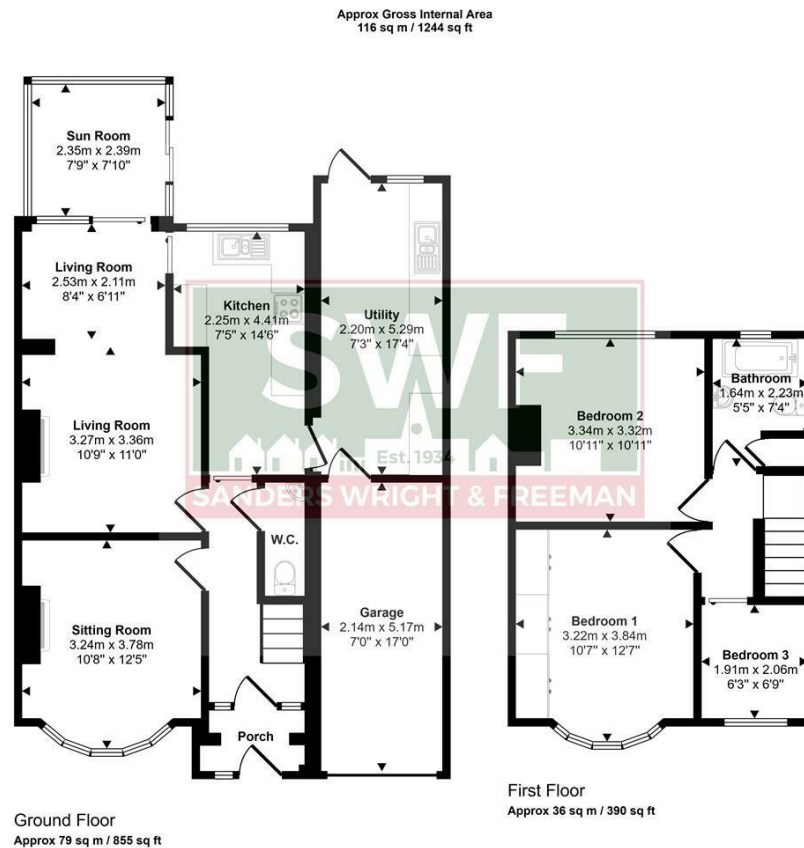 Approx Gross Internal Area
116 sq m / 1244 sq ft
Sun Room
2.35m x 2.39m
7'9" x 7'10"
Living Room
2.53m x 2.11m
8'4" x 6'11"
Kitchen
2.25m x 4.41m
7'5" x 14'6"
Utility
2.20m x 5.29m
7'3" x 17'4"
Living Room
3.27m x 3.36m
10'9" x 11'0"
W.C.
Sitting Room
3.24m x 3.78m
10'8" x 12'5"
Garage
2.14m x 5.17m
7'0" x 17'0"
Porch
Ground Floor
Approx 79 sq m / 855 sq ft
Bathroom
1.64m x 2.23m
5'5" x 7'4"
Bedroom 2
3.34m x 3.32m
10'11" x 10'11"
Bedroom 1
3.22m x 3.84m
10'7" x 12'7"
Bedroom 3
1.91m x 2.06m
6'3" x 6'9"
First Floor
Approx 36 sq m / 390 sq ft
SWF
Est. 1934
SANDERS WRIGHT & FREEMAN